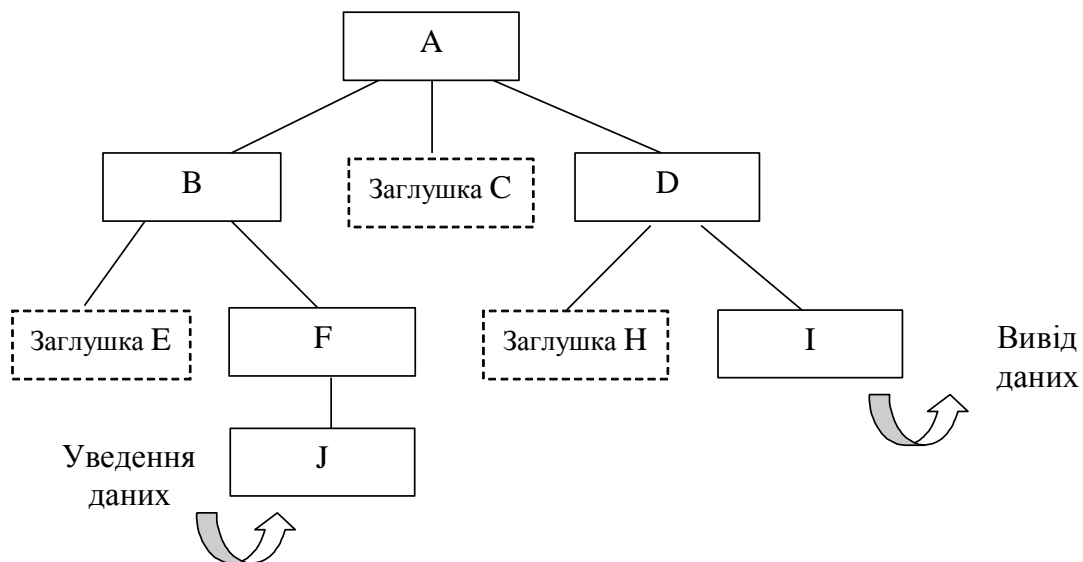 A
B
Заглушка C
D
Заглушка E
F
Заглушка H
I
Вивід
даних
Уведення
даних
J